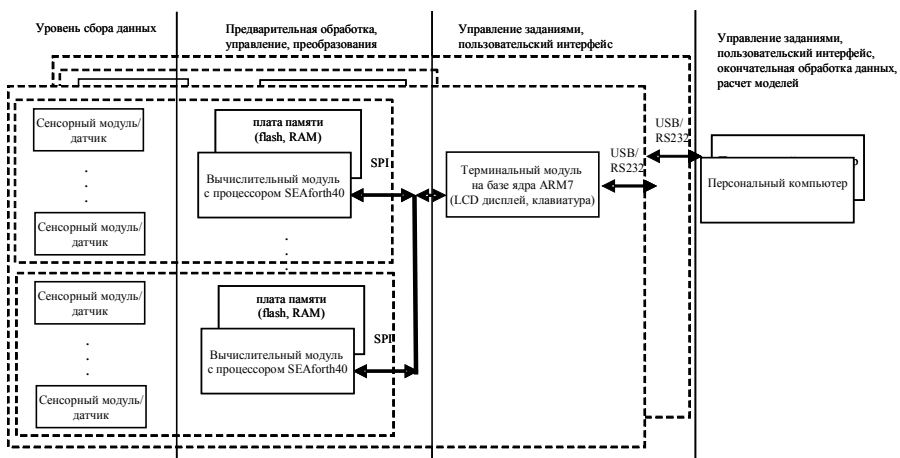 Уровень сбора данных
Предварительная обработка,
управление, преобразования
Управление заданиями,
пользовательский интерфейс
Управление заданиями,
пользовательский интерфейс,
окончательная обработка данных,
расчет моделей
Сенсорный модуль/
датчик
.
.
.
Сенсорный модуль/
датчик
плата памяти
(flash, RAM)
SPI
Вычислительный модуль
с процессором SEAforth40
.
.
.
Терминальный модуль
на базе ядра ARM7
(LCD дисплей, клавиатура)
USB/
RS232
USB/
RS232
Персональный компьютер
Сенсорный модуль/
датчик
.
.
.
Сенсорный модуль/
датчик
плата памяти
(flash, RAM)
SPI
Вычислительный модуль
с процессором SEAforth40